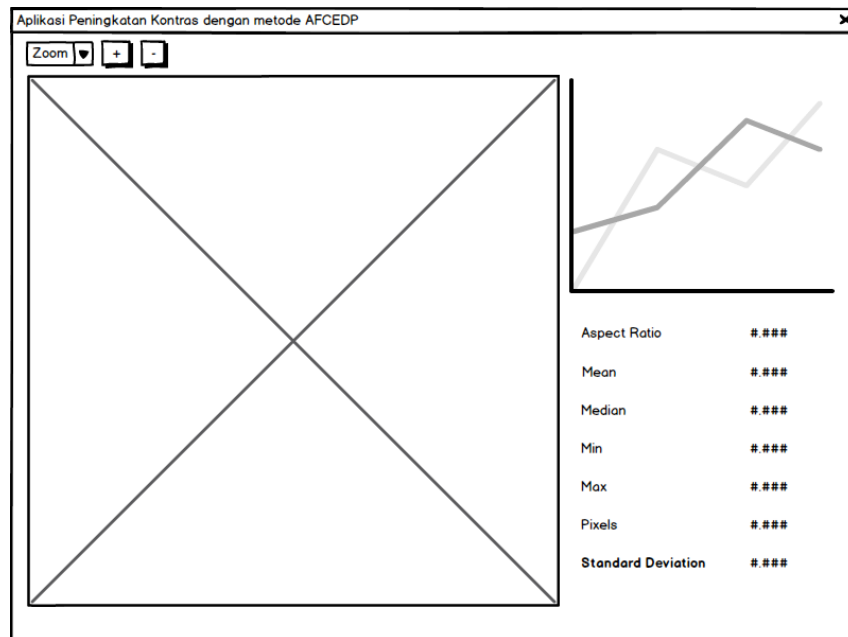 Aplikasi Peningkatan Kontras dengan metode AFCEDP
Zoom + -
Aspect Ratio #.###
Mean #.###
Median #.###
Min #.###
Max #.###
Pixels #.###
Standard Deviation #.###